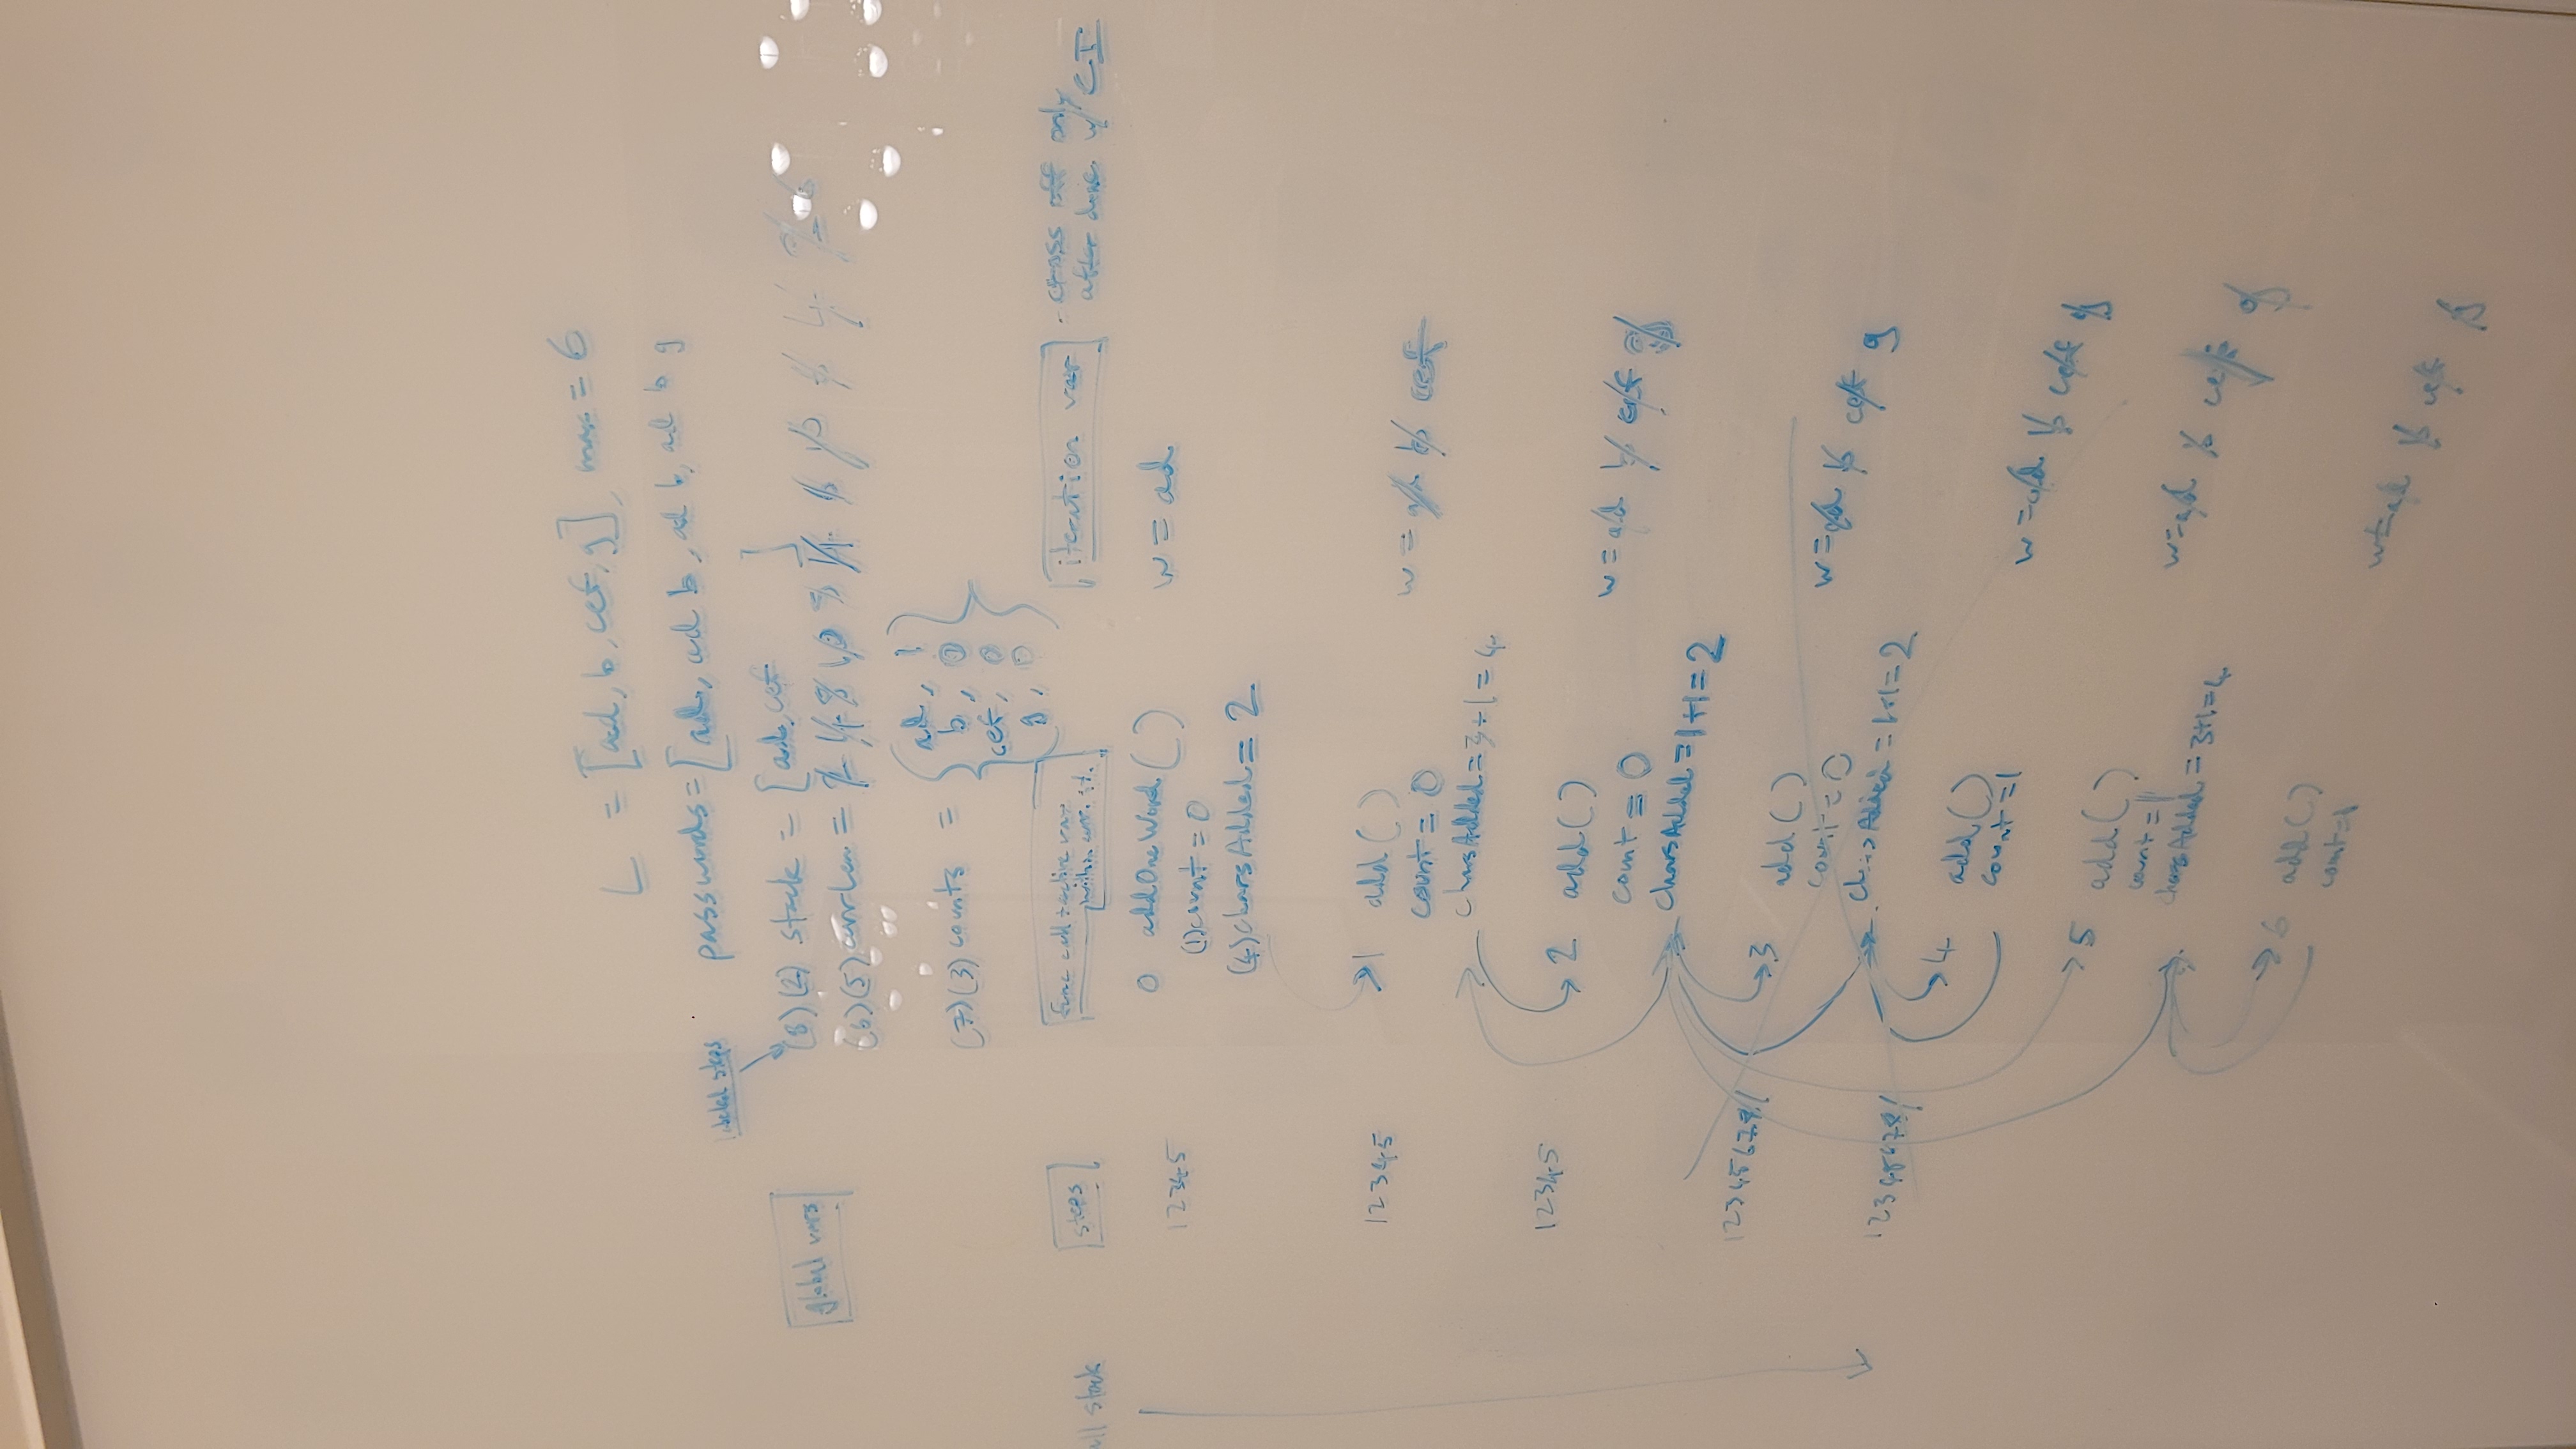 L = [ad, b, cef, g], max = 6
passwords = [ad, ad b, ad b, ad b g
labeled steps
global vars
(8)(2) stack = [ad, cef ]
(6)(5) currLen =
(7)(3) counts = { ad, 1
b, 0
cef, 0
g, 0 }
steps
func call + active vars
within curr. st.
iteration var
- cross off only
after done w/ CI
stack
12345
0 addOneWord()
w = ad
(1) count = 0
(4) charsAdded = 2
12345
1 add()
count = 0
w = ad b cef
charsAdded = 3+1 = 4
12345
2 add()
count = 0
w = ad b cef g
charsAdded = 1+1 = 2
12345678
3 add()
count = 0
w = ad b cef g
charsAdded = 1+1 = 2
12345678
4 add()
count = 1
w = ad b cef g
5 add()
count = 1
charsAdded = 3+1 = 4
w = ad b cef g
6 add()
count = 1
w = ad b cef g